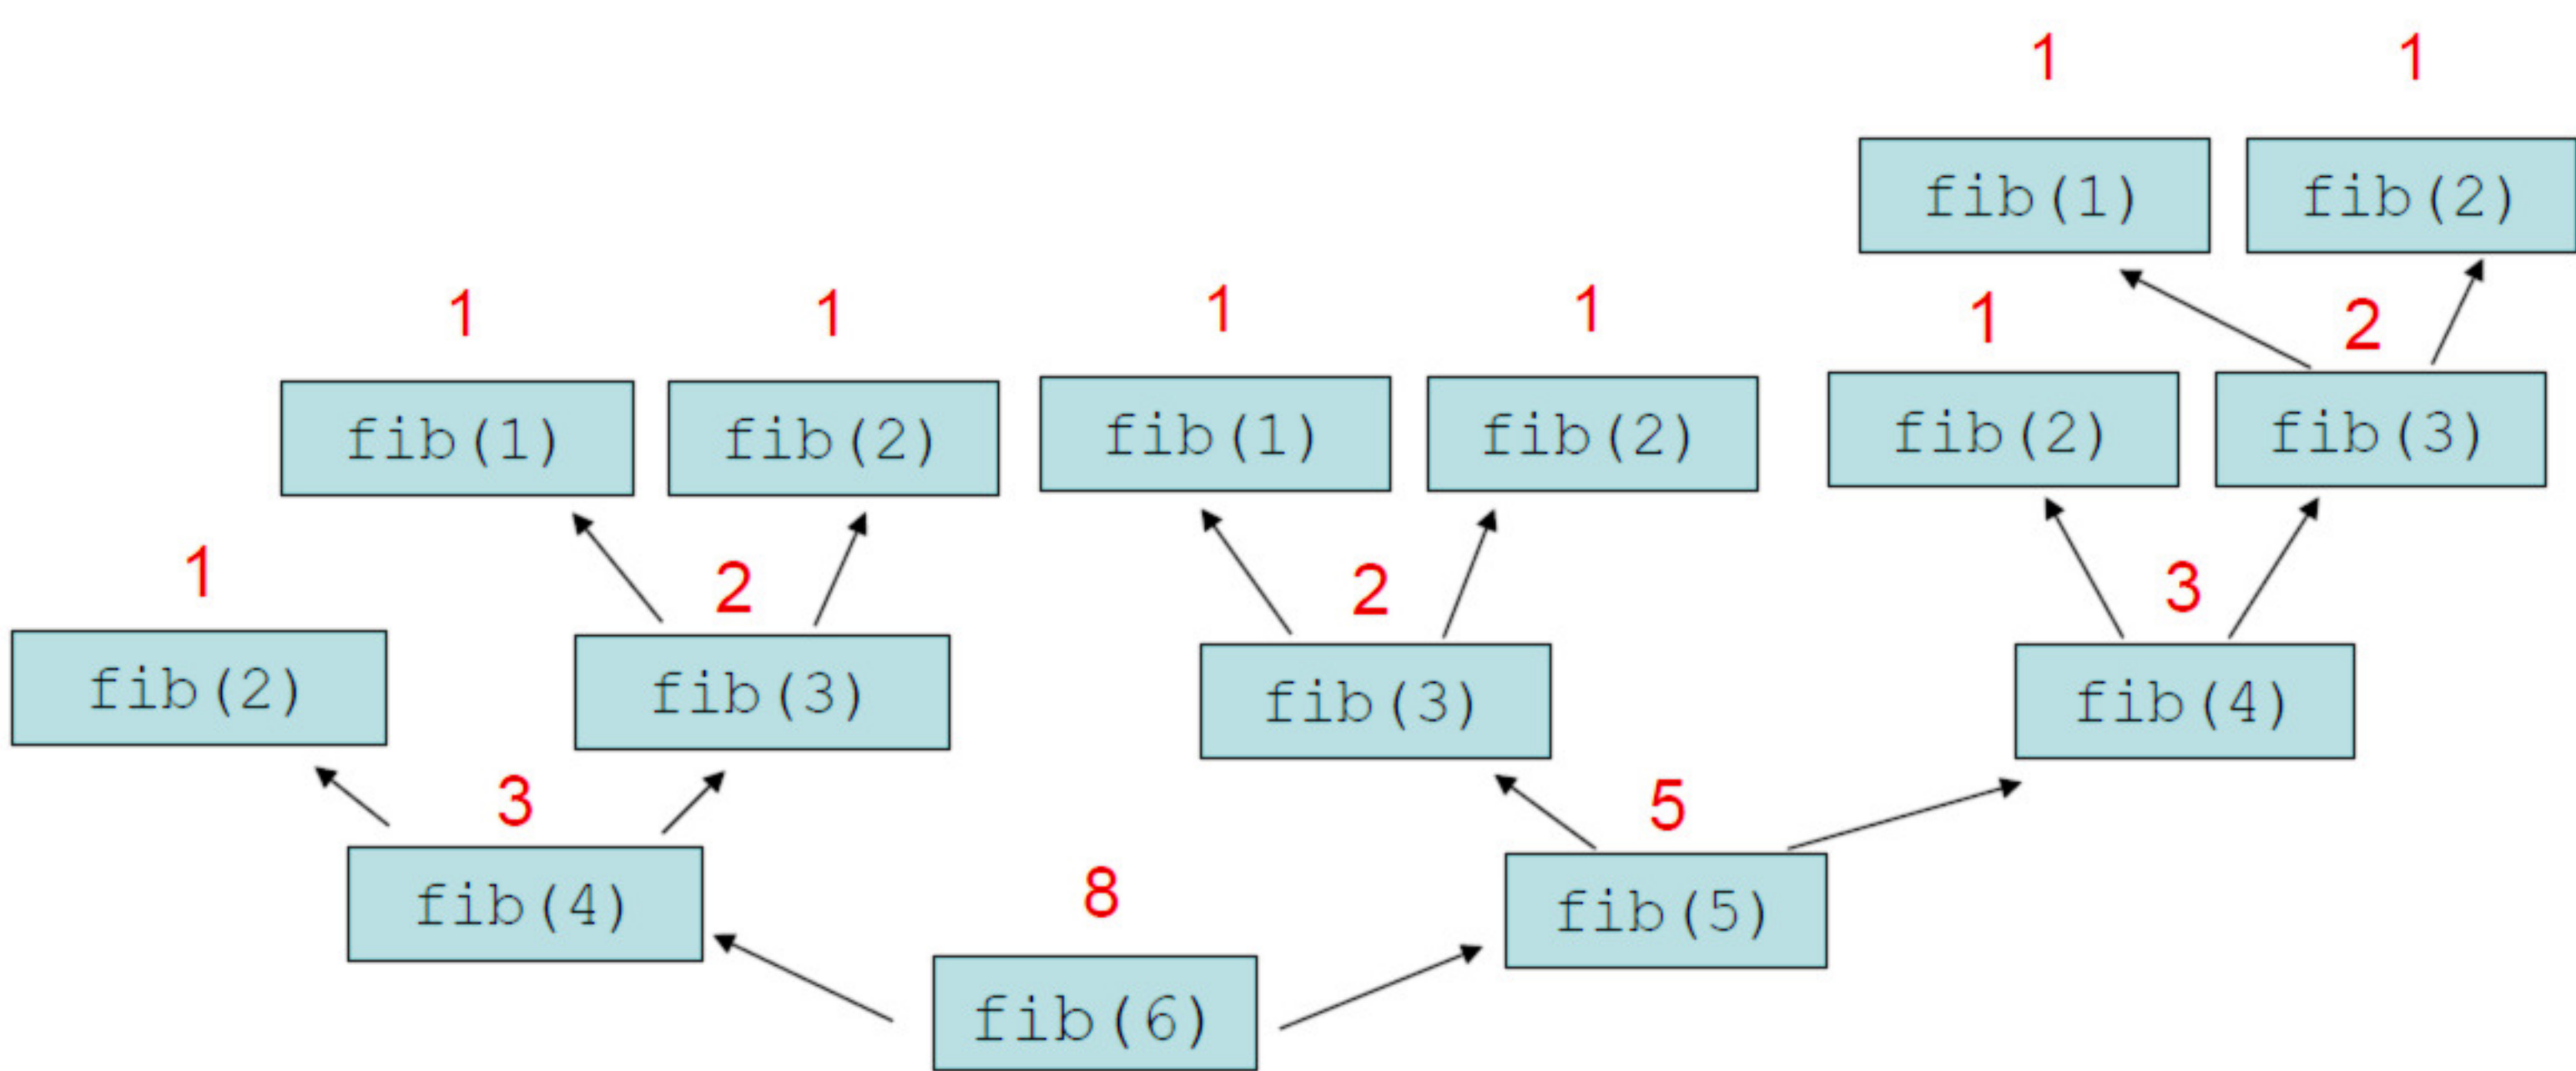 1 1
fib(1) fib(2)
1 1 1 1 1 2
fib(1) fib(2) fib(1) fib(2) fib(2) fib(3)
1 2 2 3
fib(2) fib(3) fib(3) fib(4)
3 5
8
fib(4) fib(5)
fib(6)